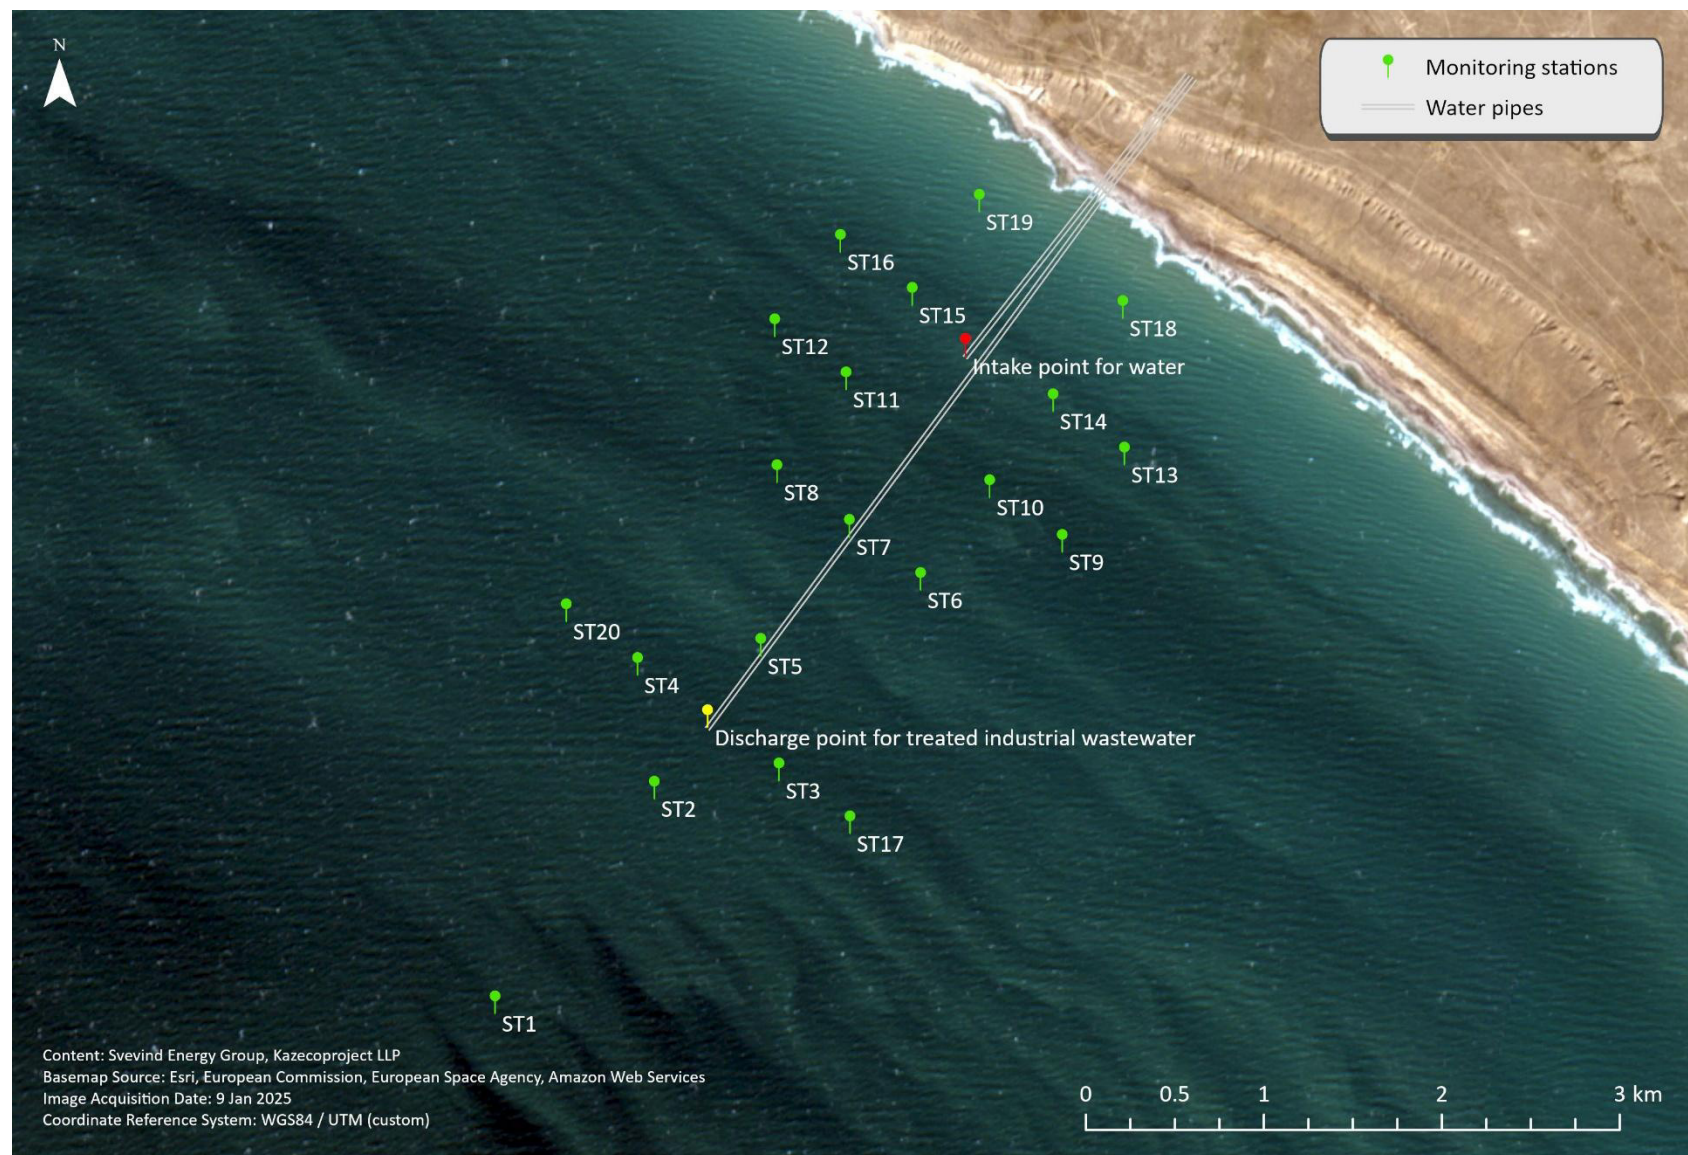 N
Monitoring stations
Water pipes
ST19
ST16
ST15
ST18
ST12
Intake point for water
ST11
ST14
ST13
ST8
ST10
ST7
ST9
ST6
ST20
ST5
ST4
Discharge point for treated industrial wastewater
ST3
ST2
ST17
ST1
Content: Svevind Energy Group, Kazecoproject LLP
Basemap Source: Esri, European Commission, European Space Agency, Amazon Web Services
Image Acquisition Date: 9 Jan 2025
Coordinate Reference System: WGS84 / UTM (custom)
0 0.5 1 2 3 km